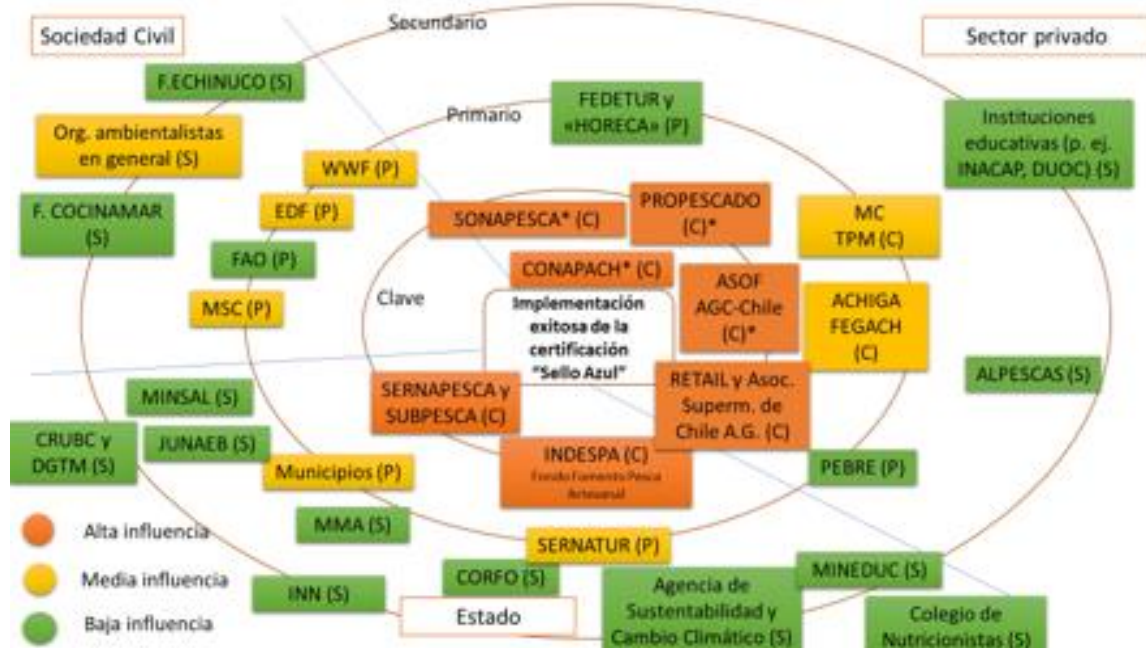 Secundario
Sociedad Civil
Sector privado
F.ECHINUCO (S)
FEDETUR y
«HORECA» (P)
Primario
Instituciones
educativas (p. ej.
INACAP, DUOC) (S)
Org. ambientalistas
en general (S)
WWF (P)
F. COCINAMAR
(S)
EDF (P)
SONAPESCA* (C)
PROPESCADO
(C)*
MC
TPM (C)
FAO (P)
CONAPACH* (C)
ASOF
AGC-Chile
(C)*
MSC (P)
Clave
Implementación
exitosa de la
certificación
"Sello Azul"
ACHIGA
FEGACH
(C)
ALPESCAS (S)
SERNAPESCA y
SUBPESCA (C)
RETAIL y Asoc.
Superm. de
Chile A.G. (C)
MINSAL (S)
CRUBC y
DGTM (S)
JUNAEB (S)
Municipios (P)
INDESPA (C)
Fondo Fomento Pesca
Artesanal
PEBRE (P)
Alta influencia
MMA (S)
SERNATUR (P)
Media influencia
INN (S)
CORFO (S)
Agencia de
Sustentabilidad y
Cambio Climático (S)
MINEDUC (S)
Baja influencia
Estado
Colegio de
Nutricionistas (S)